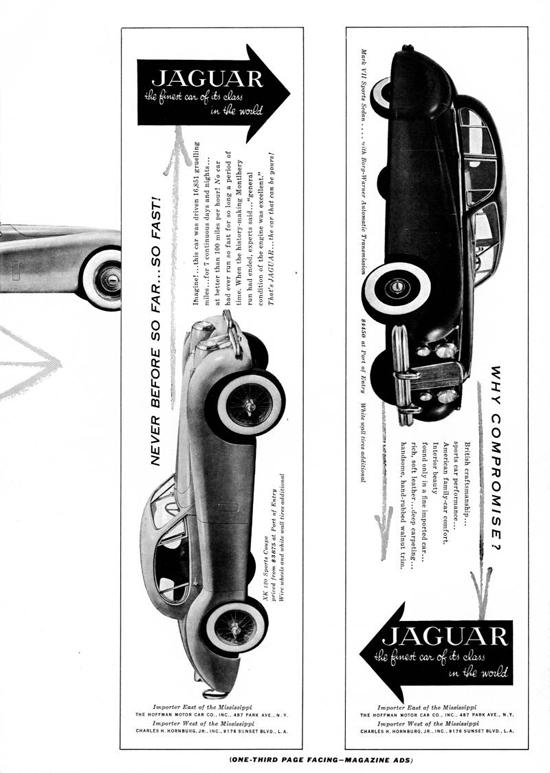 JAGUAR
the finest car of its class
in the world
NEVER BEFORE SO FAR...SO FAST!
Imagine!...this car was driven 16,851 gruelling
miles...for 7 continuous days and nights...
at better than 100 miles per hour! No car
had ever run so fast for so long a period of
time. When the history-making Montlhery
run had ended, experts said..."general
condition of the engine was excellent."
That's JAGUAR...the car that can be yours!
XK 120 Sports Coupe
priced from $3875 at Port of Entry
Wire wheels and white wall tires additional
Importer East of the Mississippi
THE HOFFMAN MOTOR CAR CO., INC., 487 PARK AVE., N.Y.
Importer West of the Mississippi
CHARLES H. HORNBURG, JR., INC., 9176 SUNSET BLVD., L.A.
Mark VII Sports Sedan.... with Borg-Warner Automatic Transmission $4450 at Port of Entry White wall tires additional
WHY COMPROMISE?
British craftsmanship...
sports car performance...
American family-car comfort.
Interior beauty
found only in a fine imported car...
rich, soft leather...deep carpeting...
handsome, hand-rubbed walnut trim.
JAGUAR
the finest car of its class
in the world
Importer East of the Mississippi
THE HOFFMAN MOTOR CAR CO., INC., 487 PARK AVE., N.Y.
Importer West of the Mississippi
CHARLES H. HORNBURG, JR., INC., 9176 SUNSET BLVD., L.A.
(ONE-THIRD PAGE FACING—MAGAZINE ADS)